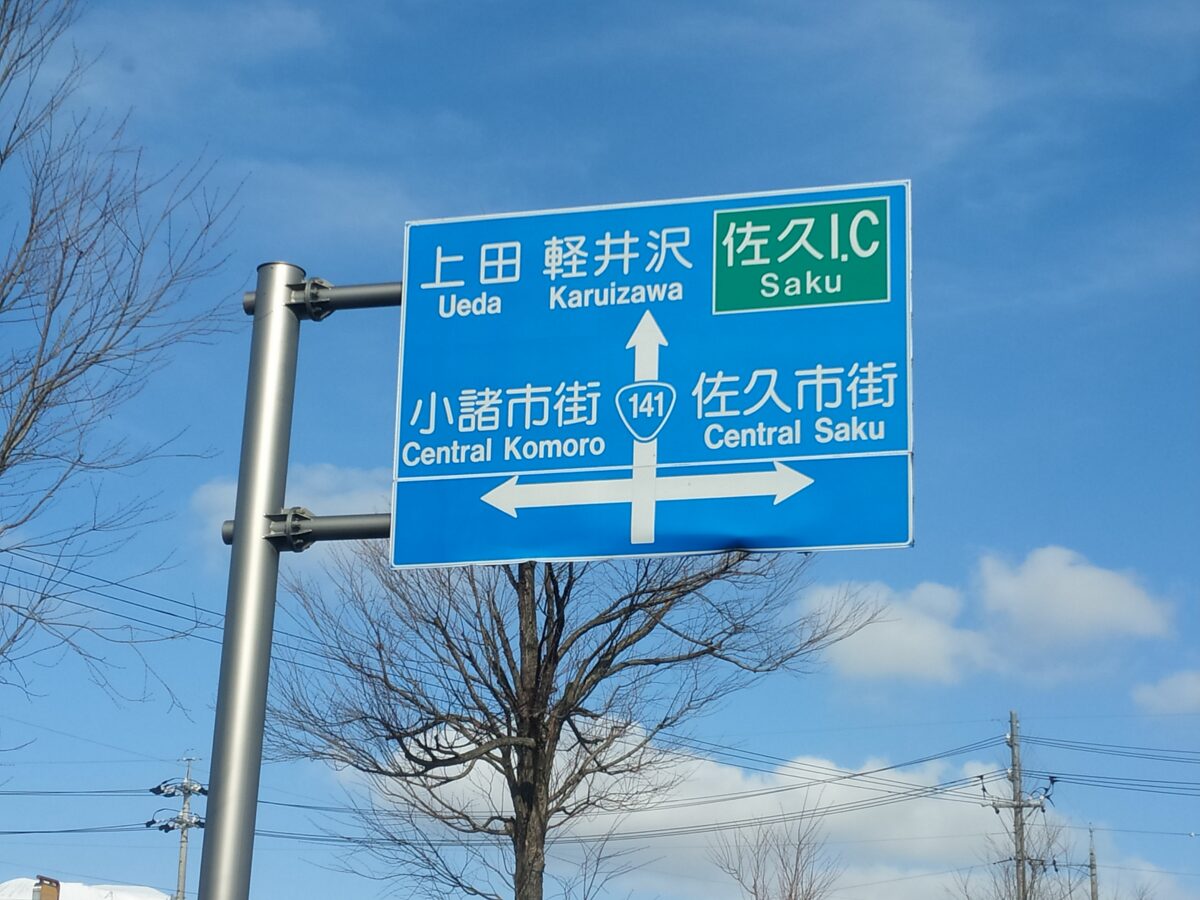 上田 軽井沢 佐久I.C
Ueda Karuizawa Saku
小諸市街 141 佐久市街
Central Komoro Central Saku